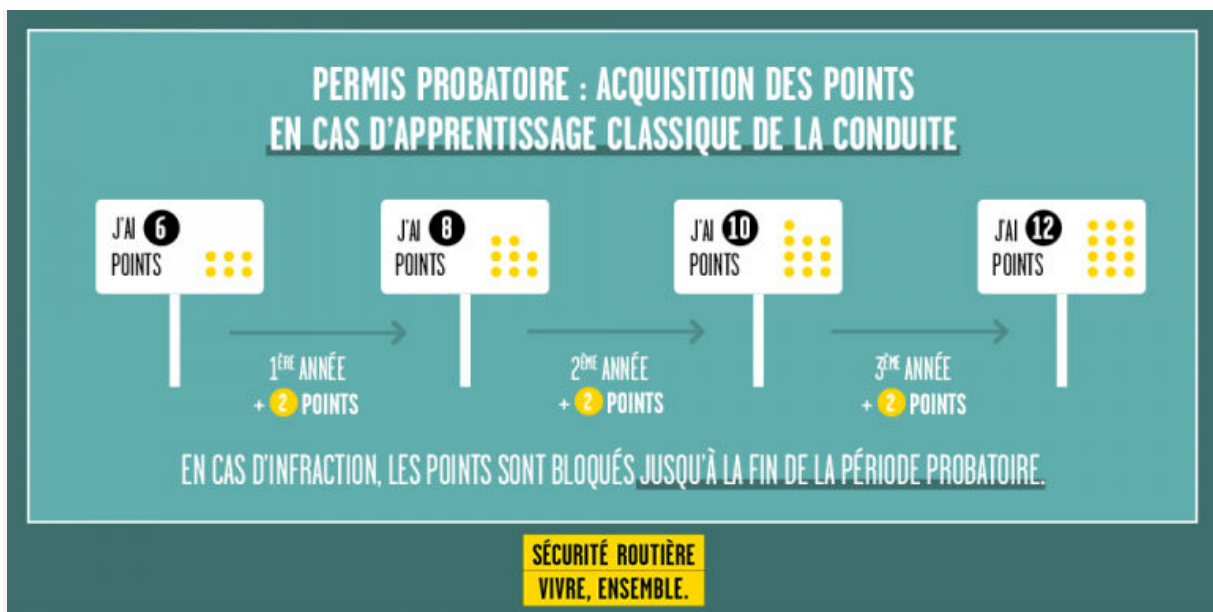 PERMIS PROBATOIRE : ACQUISITION DES POINTS
EN CAS D'APPRENTISSAGE CLASSIQUE DE LA CONDUITE
J'AI 6
POINTS
J'AI 8
POINTS
J'AI 10
POINTS
J'AI 12
POINTS
1ÈRE ANNÉE
+ 2 POINTS
2ÈME ANNÉE
+ 2 POINTS
3ÈME ANNÉE
+ 2 POINTS
EN CAS D'INFRACTION, LES POINTS SONT BLOQUÉS JUSQU'À LA FIN DE LA PÉRIODE PROBATOIRE.
SÉCURITÉ ROUTIÈRE
VIVRE, ENSEMBLE.